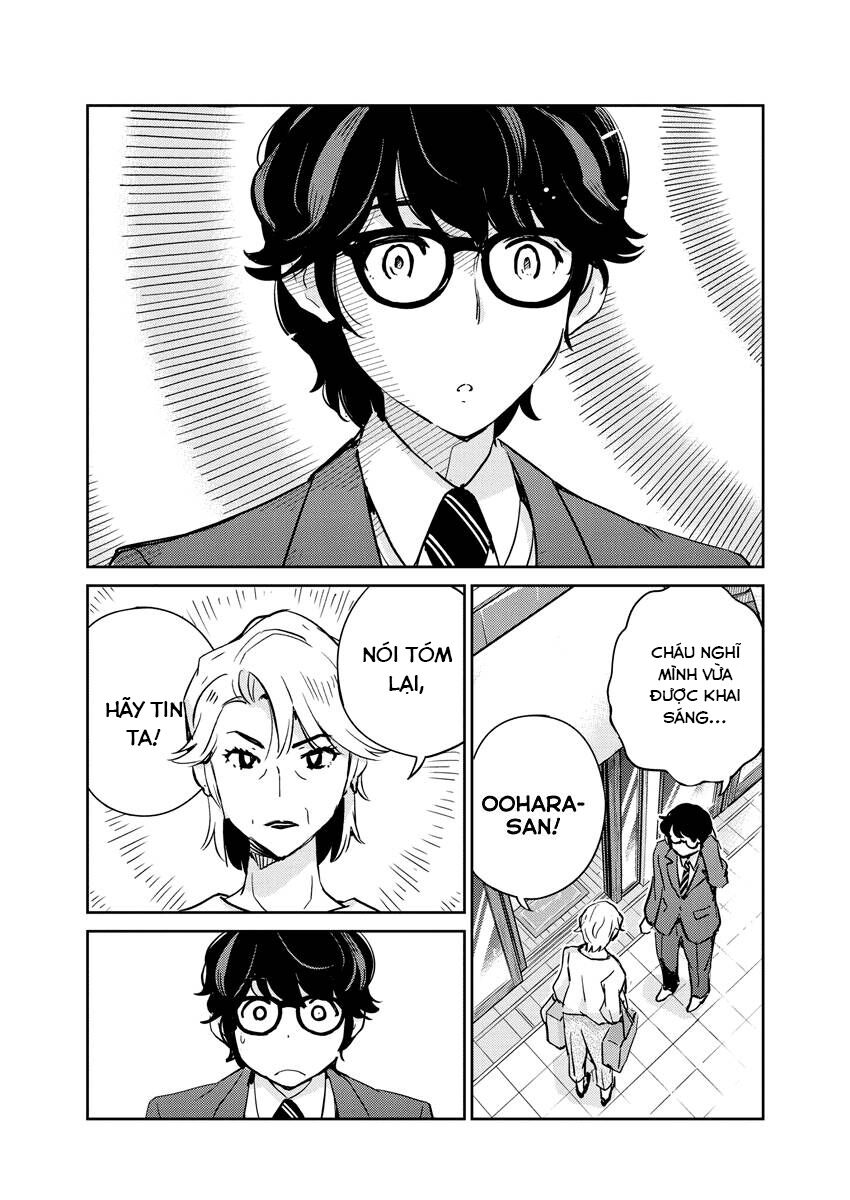 CHÁU NGHĨ
MÌNH VỪA
ĐƯỢC KHAI
SÁNG...
OOHARA-
SAN!
NÓI TÓM
LẠI,
HÃY TIN
TA!